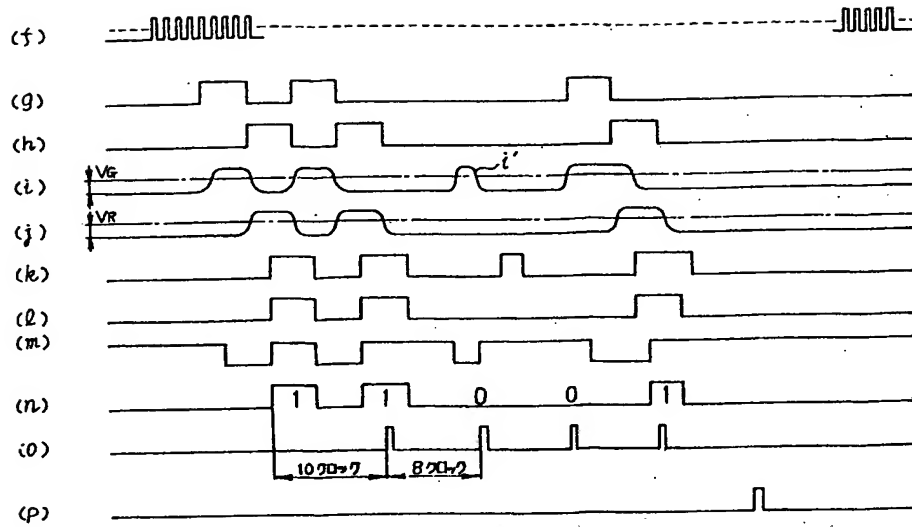 (f)
(g)
(h)
VG
(i)
i'
VR
(j)
(k)
(l)
(m)
(n) 1 1 0 0 1
(o)
10クロック 8クロック
(p)